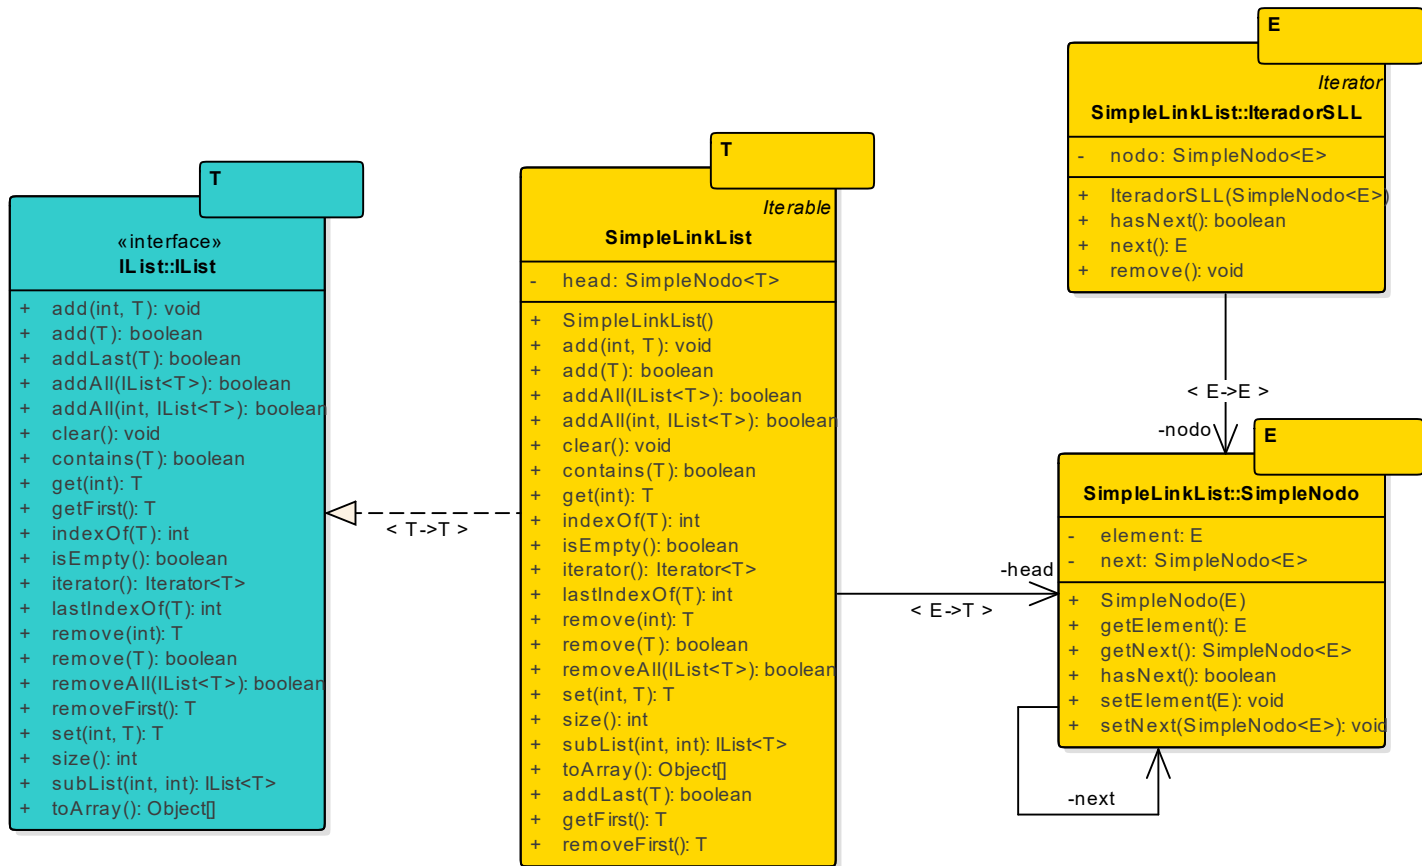 T
«interface»
IList::IList
+ add(int, T): void
+ add(T): boolean
+ addLast(T): boolean
+ addAll(IList<T>): boolean
+ addAll(int, IList<T>): boolean
+ clear(): void
+ contains(T): boolean
+ get(int): T
+ getFirst(): T
+ indexOf(T): int
+ isEmpty(): boolean
+ iterator(): Iterator<T>
+ lastIndexOf(T): int
+ remove(int): T
+ remove(T): boolean
+ removeAll(IList<T>): boolean
+ removeFirst(): T
+ set(int, T): T
+ size(): int
+ subList(int, int): IList<T>
+ toArray(): Object[]
< T->T >
T
Iterable
SimpleLinkList
- head: SimpleNodo<T>
+ SimpleLinkList()
+ add(int, T): void
+ add(T): boolean
+ addAll(IList<T>): boolean
+ addAll(int, IList<T>): boolean
+ clear(): void
+ contains(T): boolean
+ get(int): T
+ indexOf(T): int
+ isEmpty(): boolean
+ iterator(): Iterator<T>
+ lastIndexOf(T): int
+ remove(int): T
+ remove(T): boolean
+ removeAll(IList<T>): boolean
+ set(int, T): T
+ size(): int
+ subList(int, int): IList<T>
+ toArray(): Object[]
+ addLast(T): boolean
+ getFirst(): T
+ removeFirst(): T
-head
< E->T >
E
Iterator
SimpleLinkList::IteradorSLL
- nodo: SimpleNodo<E>
+ IteradorSLL(SimpleNodo<E>)
+ hasNext(): boolean
+ next(): E
+ remove(): void
< E->E >
-nodo
E
SimpleLinkList::SimpleNodo
- element: E
- next: SimpleNodo<E>
+ SimpleNodo(E)
+ getElement(): E
+ getNext(): SimpleNodo<E>
+ hasNext(): boolean
+ setElement(E): void
+ setNext(SimpleNodo<E>): void
-next